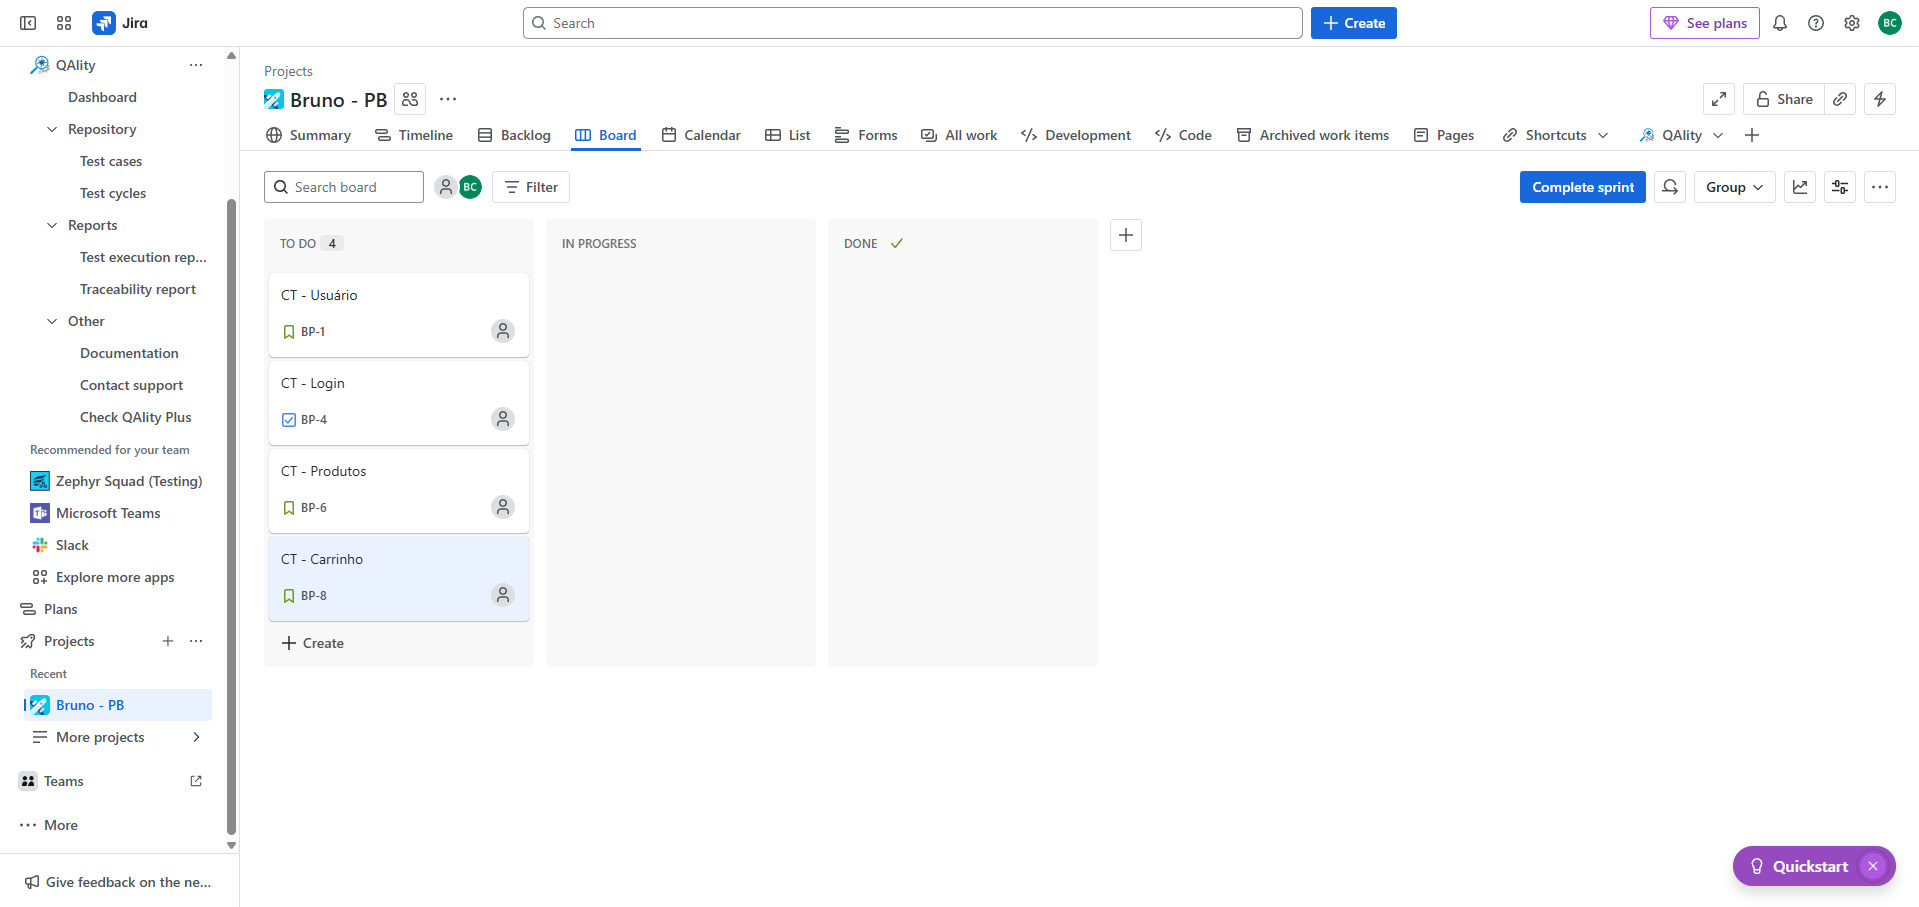 Jira
Search
Create
See plans
BC
QAlity
Dashboard
Repository
Test cases
Test cycles
Reports
Test execution rep...
Traceability report
Other
Documentation
Contact support
Check QAlity Plus
Recommended for your team
Zephyr Squad (Testing)
Microsoft Teams
Slack
Explore more apps
Plans
Projects
Recent
Bruno - PB
More projects
Teams
More
Give feedback on the ne...
Projects
Bruno - PB
Share
Summary
Timeline
Backlog
Board
Calendar
List
Forms
All work
Development
Code
Archived work items
Pages
Shortcuts
QAlity
Search board
BC
Filter
Complete sprint
Group
TO DO 4
CT - Usuário
BP-1
CT - Login
BP-4
CT - Produtos
BP-6
CT - Carrinho
BP-8
Create
IN PROGRESS
DONE
Quickstart